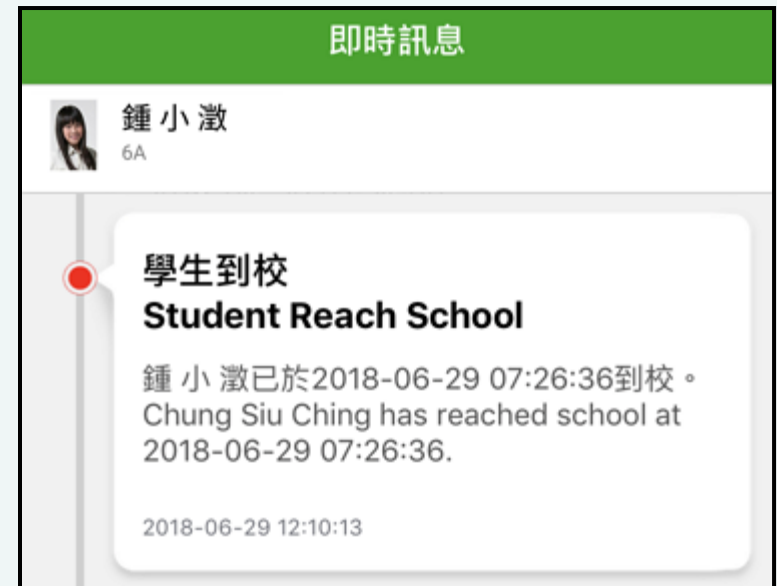 即時訊息
鍾 小 澂
6A
學生到校
Student Reach School
鍾 小 澂已於2018-06-29 07:26:36到校。
Chung Siu Ching has reached school at
2018-06-29 07:26:36.
2018-06-29 12:10:13